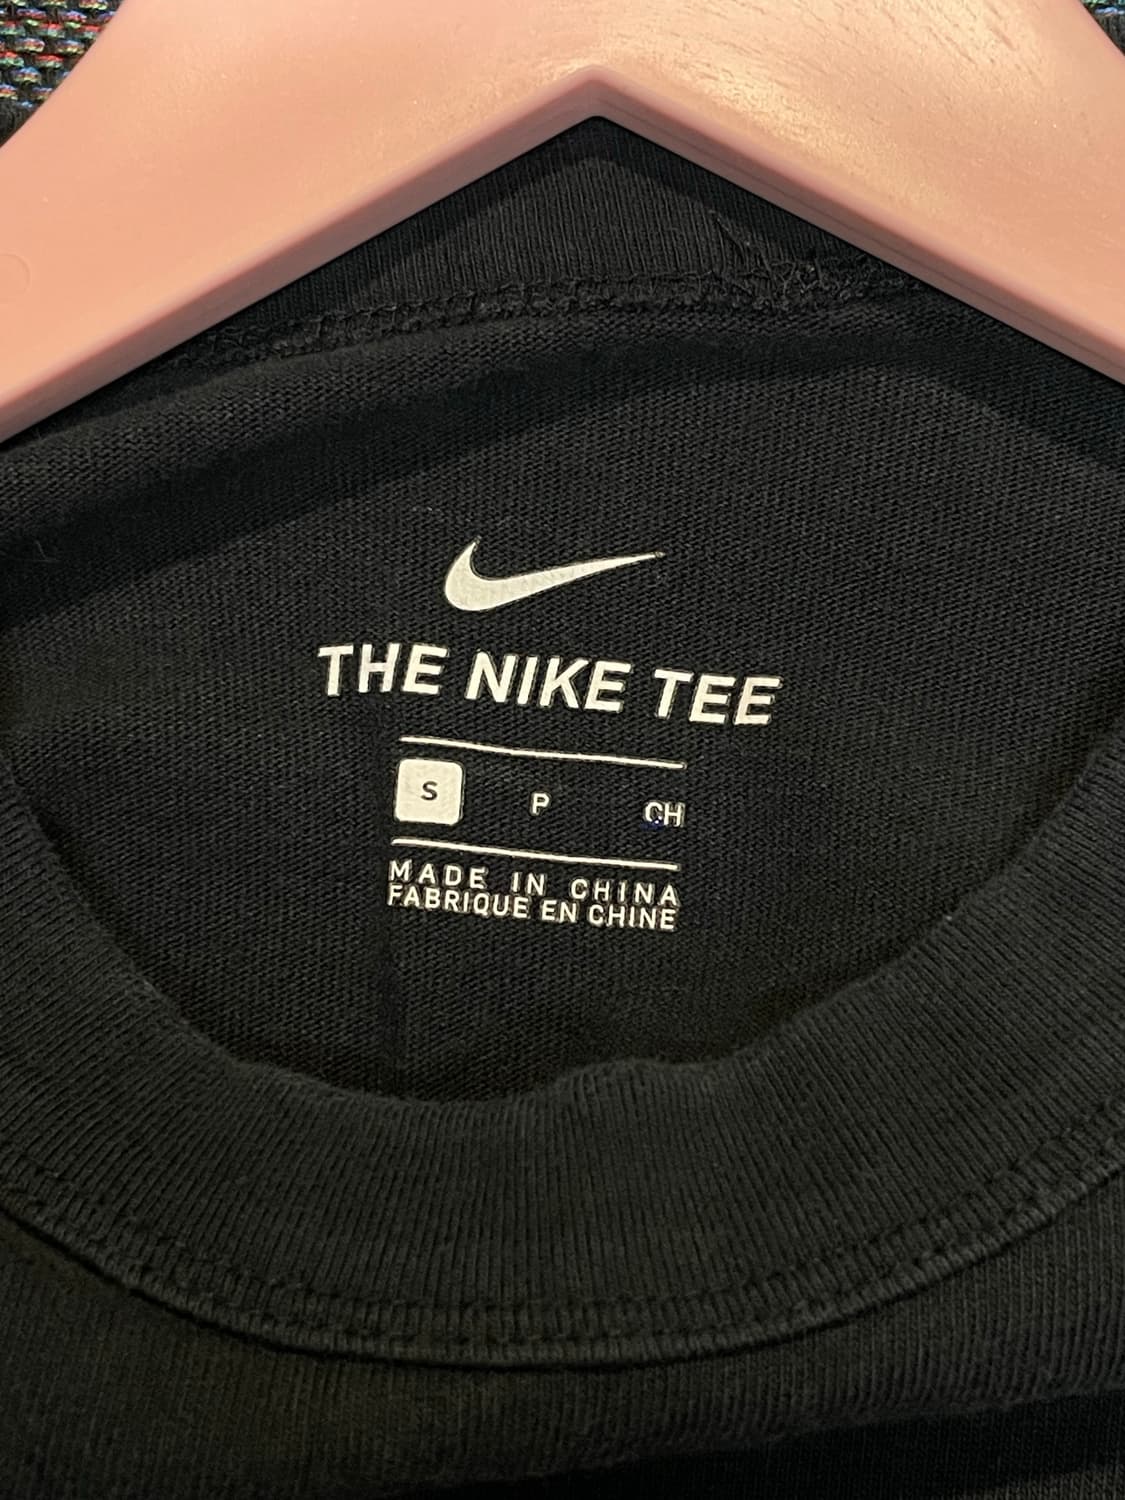 THE NIKE TEE
S P CH
MADE IN CHINA
FABRIQUE EN CHINE